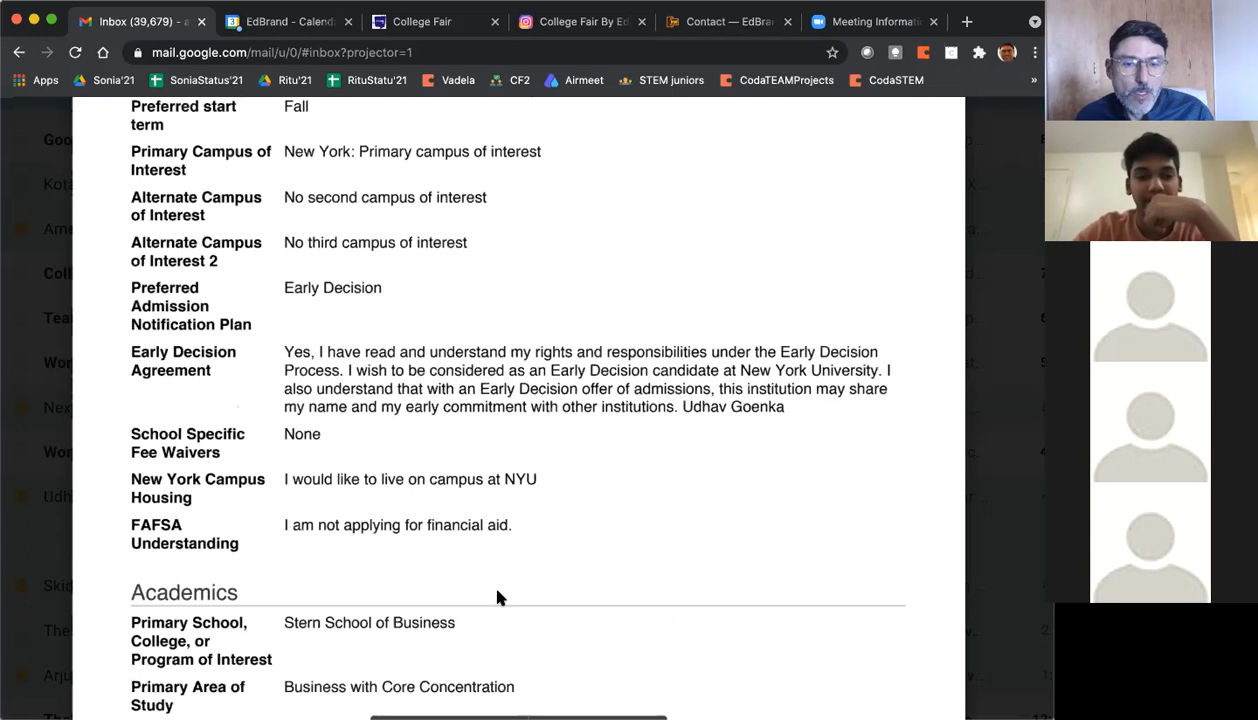 Inbox (39,679) - a
EdBrand - Calend
College Fair
College Fair By Ed
Contact — EdBra
Meeting Informati
mail.google.com/mail/u/0/#inbox?projector=1
Apps
Sonia'21
SoniaStatus'21
Ritu'21
RituStatu'21
Vadela
CF2
Airmeet
STEM juniors
CodaTEAMProjects
CodaSTEM
»
Preferred start
term
Fall
Primary Campus of
Interest
New York: Primary campus of interest
Alternate Campus
of Interest
No second campus of interest
Alternate Campus
of Interest 2
No third campus of interest
Preferred
Admission
Notification Plan
Early Decision
Early Decision
Agreement
Yes, I have read and understand my rights and responsibilities under the Early Decision
Process. I wish to be considered as an Early Decision candidate at New York University. I
also understand that with an Early Decision offer of admissions, this institution may share
my name and my early commitment with other institutions. Udhav Goenka
School Specific
Fee Waivers
None
New York Campus
Housing
I would like to live on campus at NYU
FAFSA
Understanding
I am not applying for financial aid.
Academics
Primary School,
College, or
Program of Interest
Stern School of Business
Primary Area of
Study
Business with Core Concentration